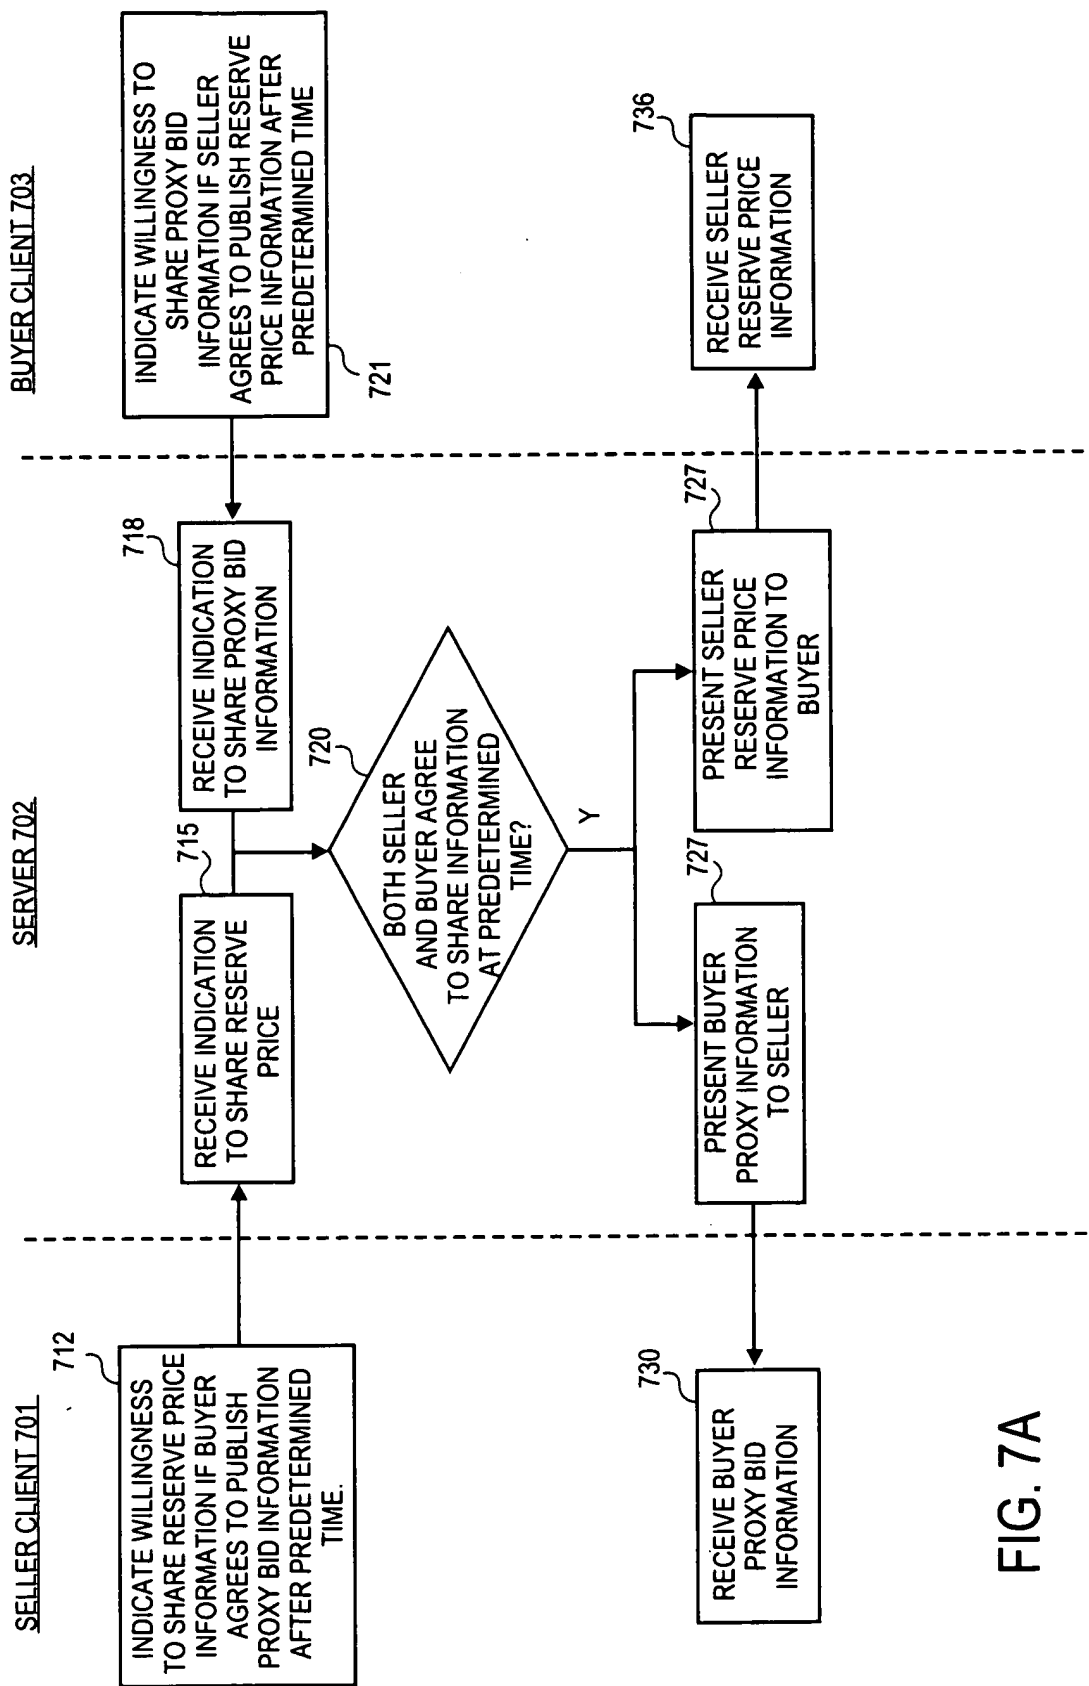 SELLER CLIENT 701
SERVER 702
BUYER CLIENT 703
712
INDICATE WILLINGNESS
TO SHARE RESERVE PRICE
INFORMATION IF BUYER
AGREES TO PUBLISH
PROXY BID INFORMATION
AFTER PREDETERMINED
TIME.
715
RECEIVE INDICATION
TO SHARE RESERVE
PRICE
718
RECEIVE INDICATION
TO SHARE PROXY BID
INFORMATION
INDICATE WILLINGNESS TO
SHARE PROXY BID
INFORMATION IF SELLER
AGREES TO PUBLISH RESERVE
PRICE INFORMATION AFTER
PREDETERMINED TIME
721
720
BOTH SELLER
AND BUYER AGREE
TO SHARE INFORMATION
AT PREDETERMINED
TIME?
Y
730
RECEIVE BUYER
PROXY BID
INFORMATION
727
PRESENT BUYER
PROXY INFORMATION
TO SELLER
727
PRESENT SELLER
RESERVE PRICE
INFORMATION TO
BUYER
736
RECEIVE SELLER
RESERVE PRICE
INFORMATION
FIG. 7A